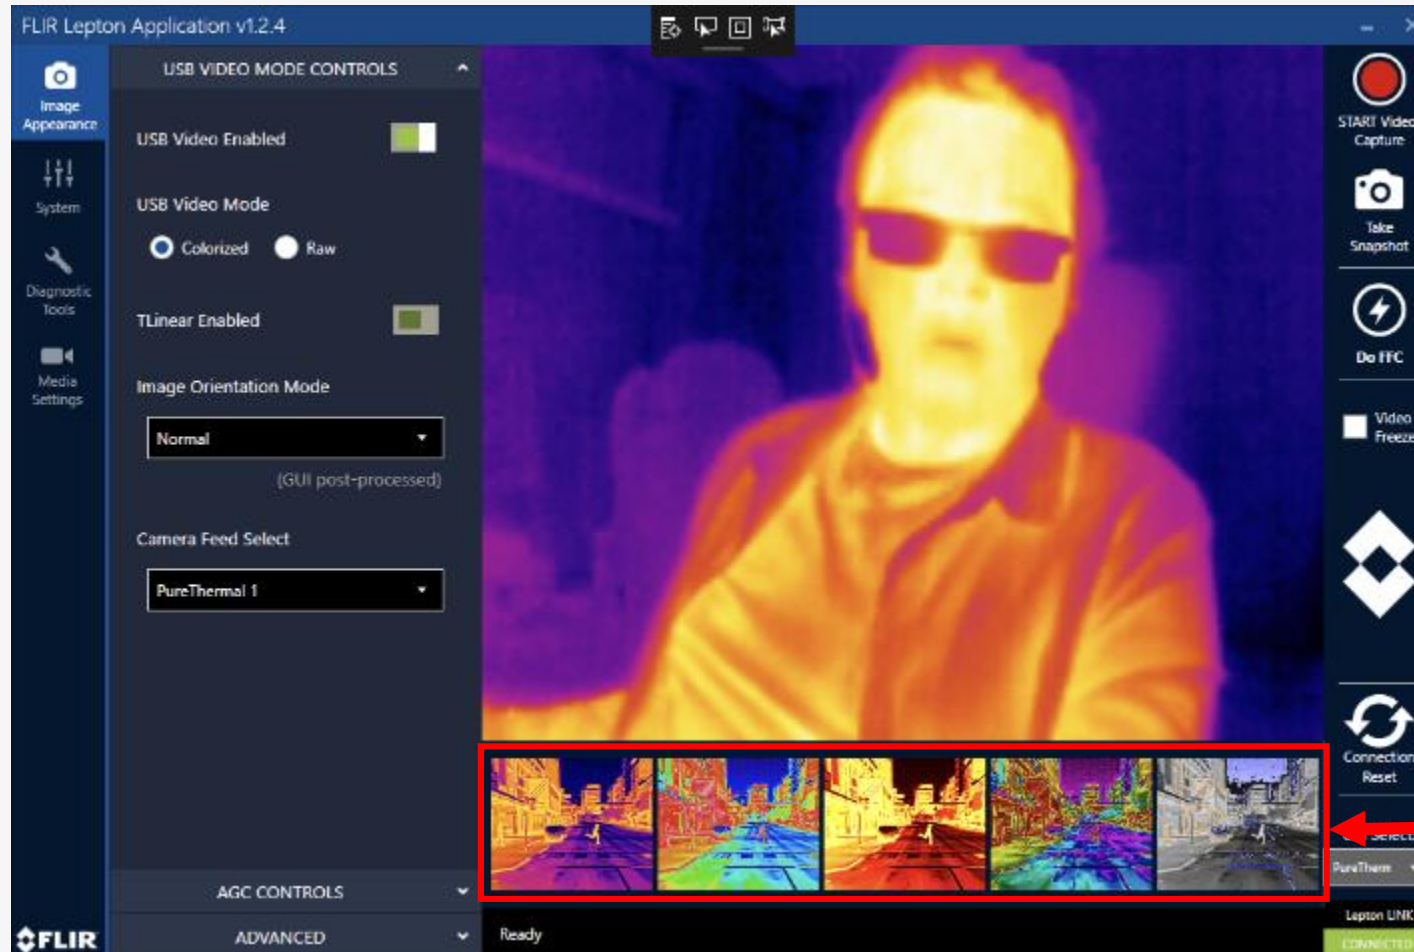 FLIR Lepton Application v1.2.4
Image
Appearance
System
Diagnostic
Tools
Media
Settings
FLIR
USB VIDEO MODE CONTROLS
USB Video Enabled
USB Video Mode
Colorized
Raw
TLinear Enabled
Image Orientation Mode
Normal
(GUI post-processed)
Camera Feed Select
PureThermal 1
AGC CONTROLS
ADVANCED
Ready
START Video
Capture
Take
Snapshot
Do FFC
Video
Freeze
Connection
Reset
Select
PureTherm
Lepton LINK
CONNECTED